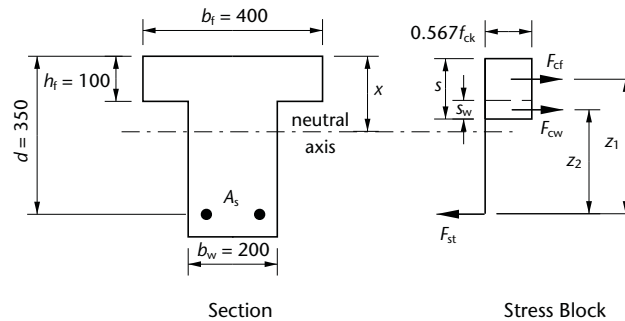 b_f = 400
0.567f_ck
h_f = 100
x
d = 350
neutral
axis
A_s
b_w = 200
s
s_w
F_cf
F_cw
z_1
z_2
F_st
Section
Stress Block